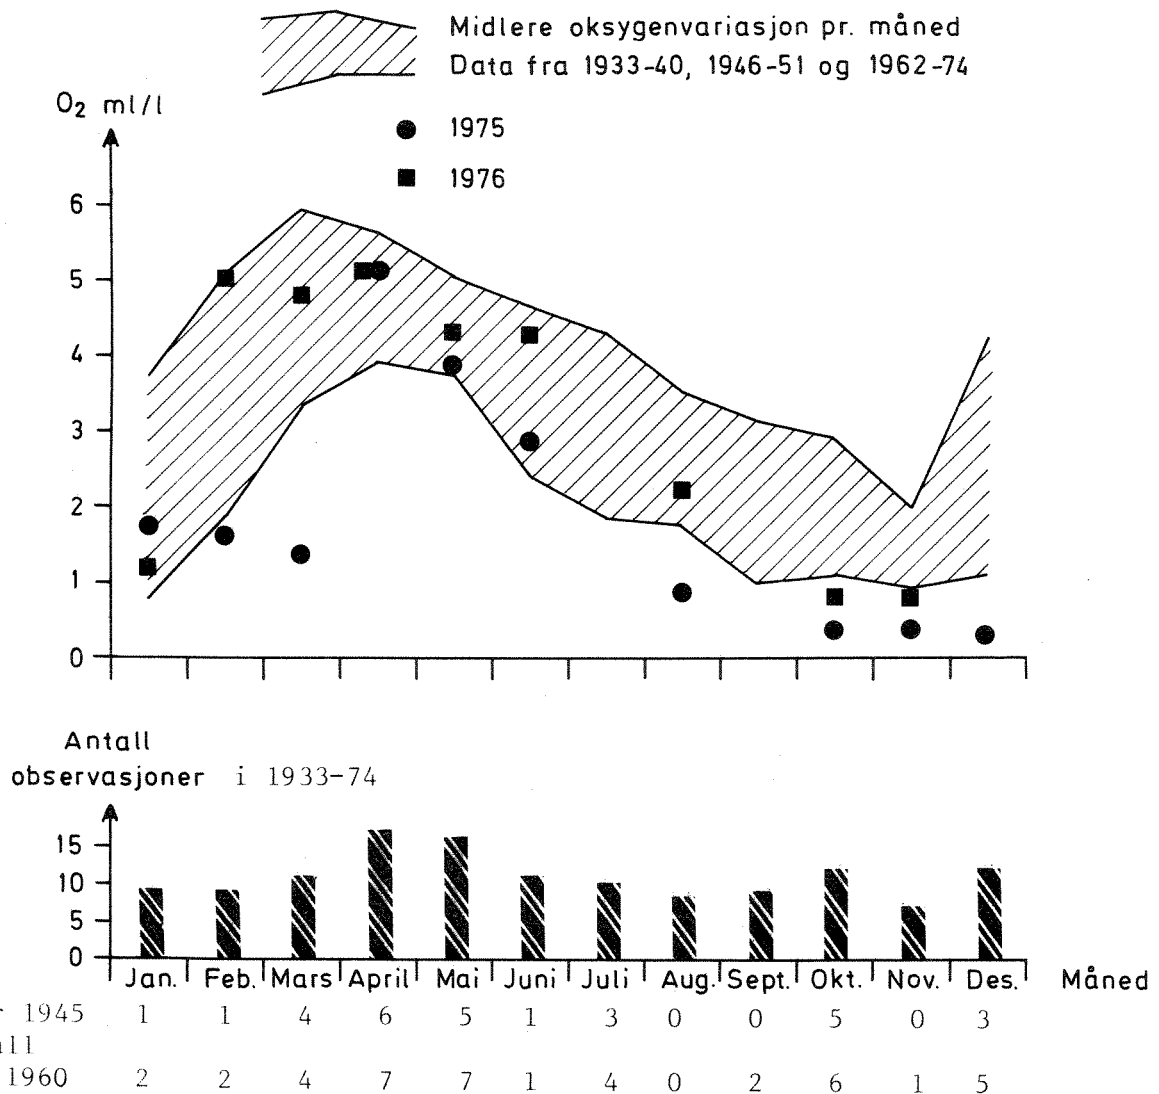 Midlere oksygenvariasjon pr. måned
Data fra 1933-40, 1946-51 og 1962-74
O2 ml/l
1975
1976
6
5
4
3
2
1
0
Antall
observasjoner i 1933-74
15
10
5
0
Jan. Feb. Mars April Mai Juni Juli Aug. Sept. Okt. Nov. Des. Måned
1945 1 1 4 6 5 1 3 0 0 5 0 3
1960 2 2 4 7 7 1 4 0 2 6 1 5